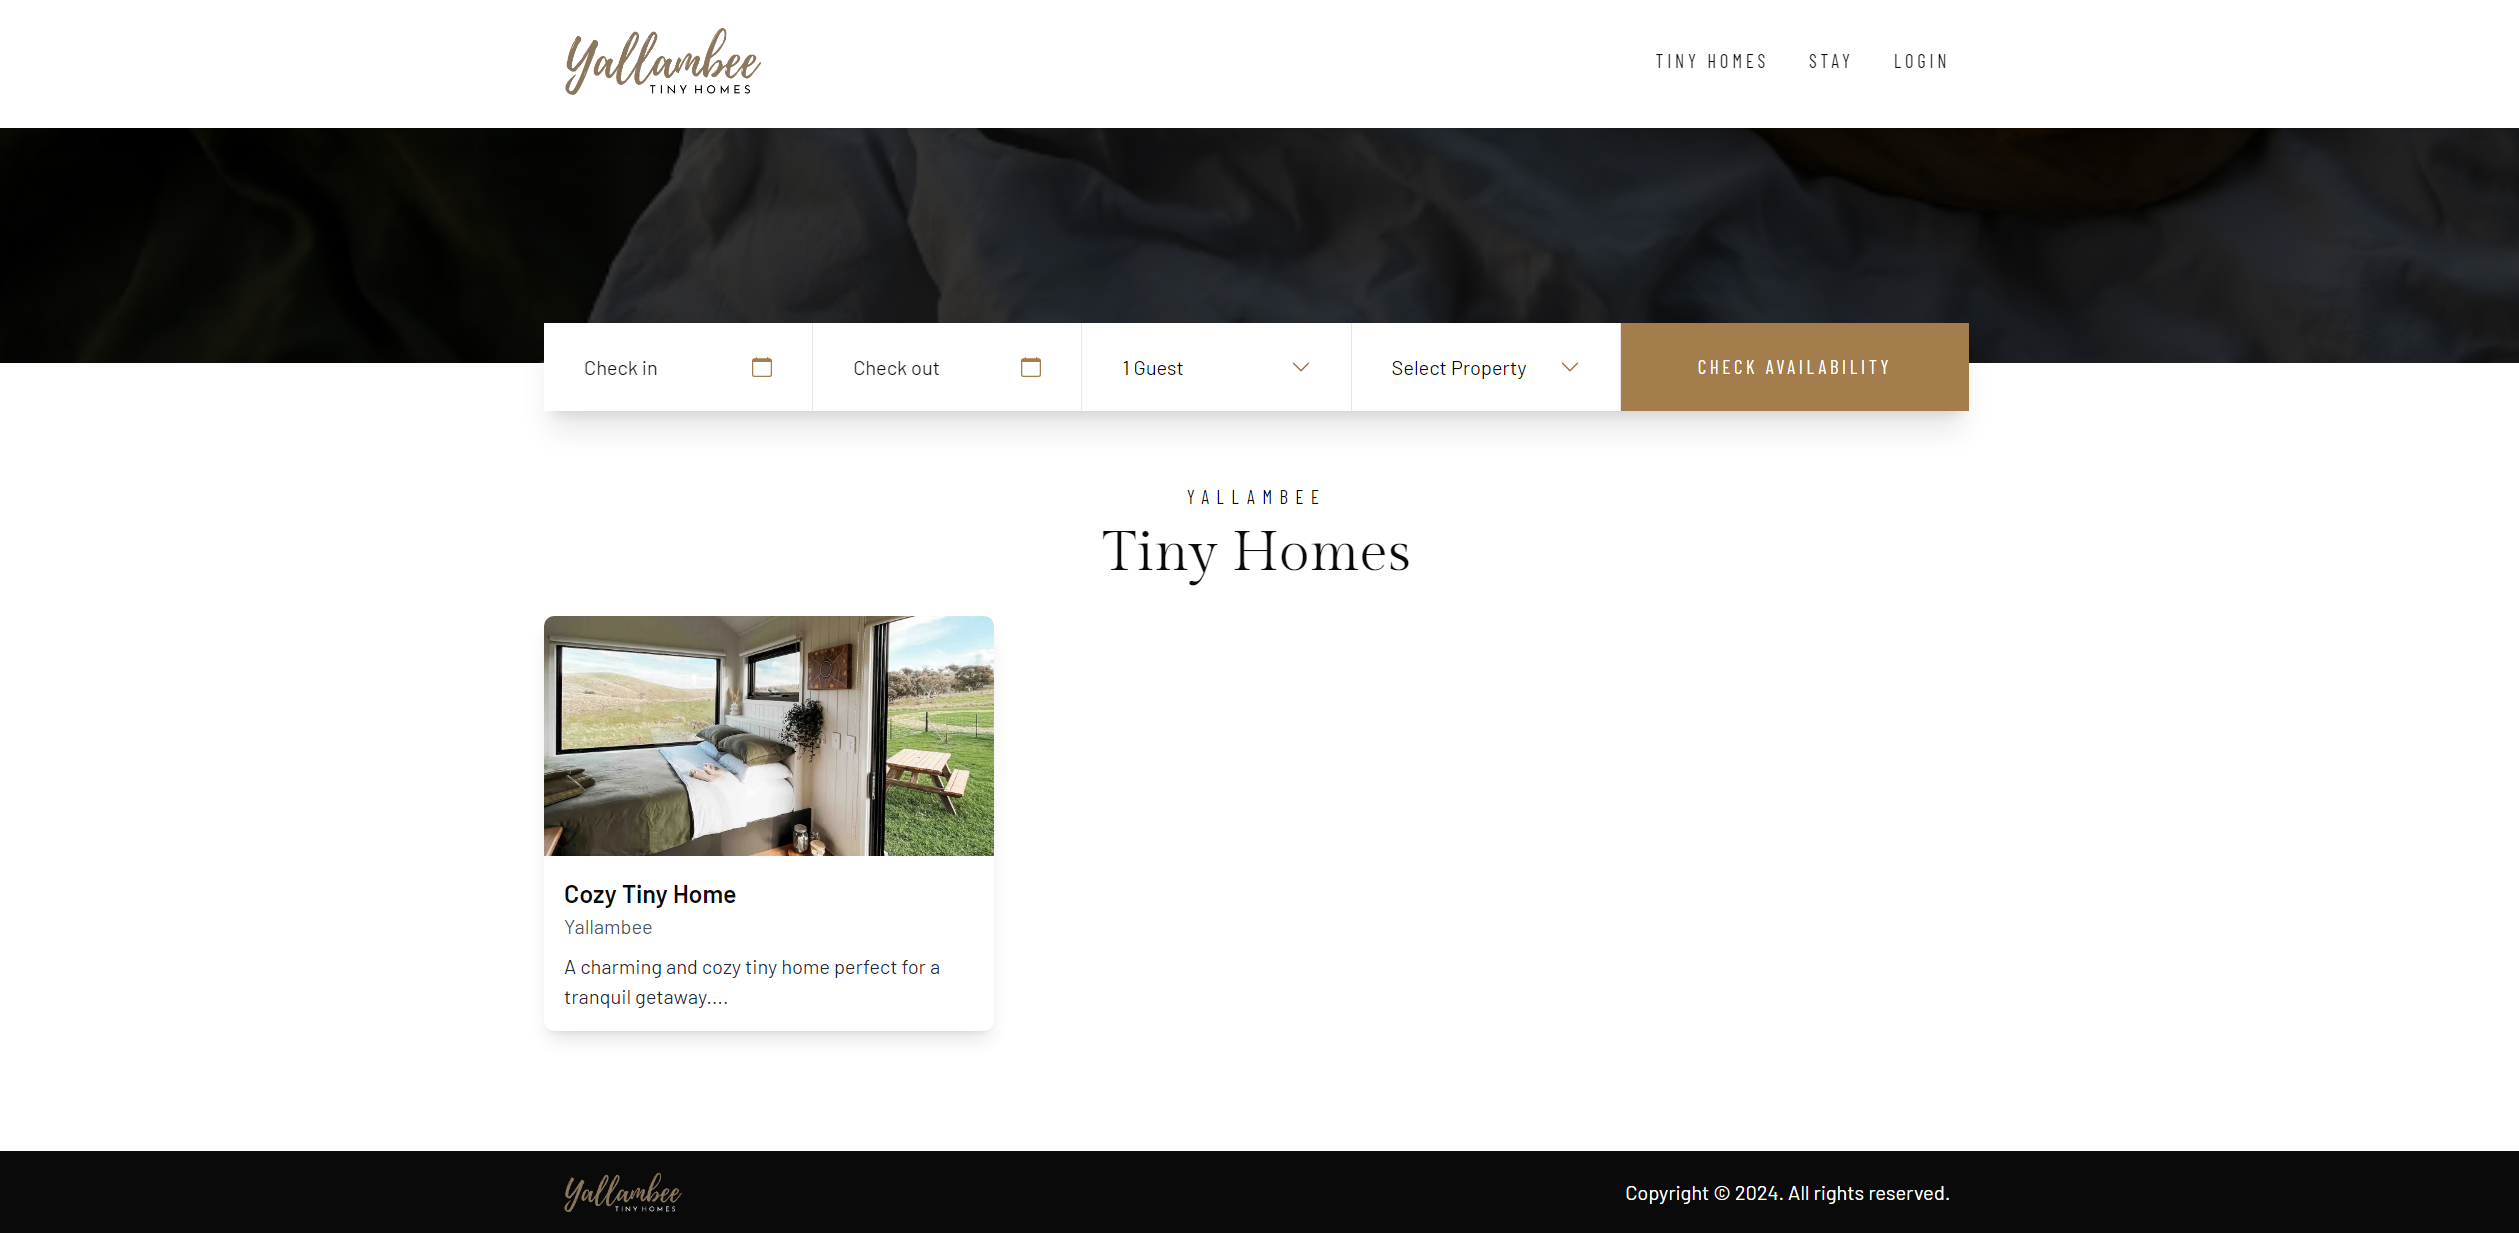 Yallambee
TINY HOMES
TINY HOMES
STAY
LOGIN
Check in
Check out
1 Guest
Select Property
CHECK AVAILABILITY
YALLAMBEE
Tiny Homes
Cozy Tiny Home
Yallambee
A charming and cozy tiny home perfect for a
tranquil getaway....
Yallambee
TINY HOMES
Copyright © 2024. All rights reserved.